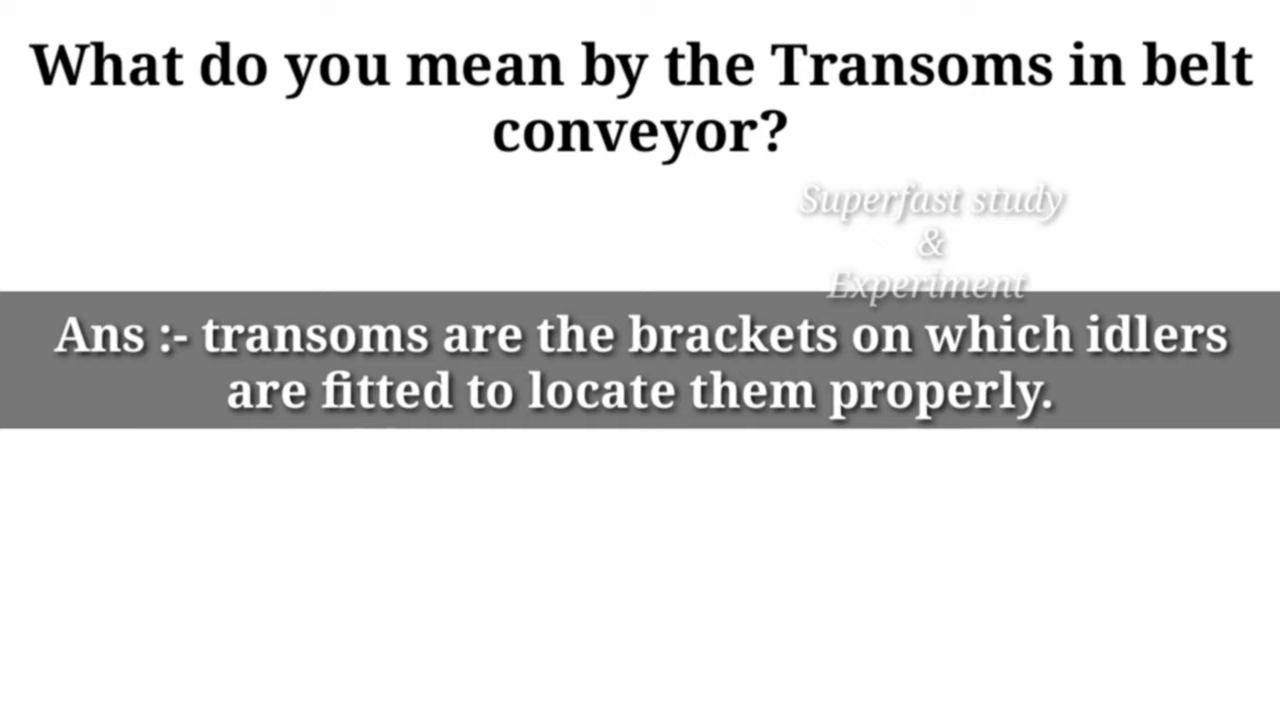 What do you mean by the Transoms in belt
conveyor?
Superfast study
&
Experiment
Ans :- transoms are the brackets on which idlers
are fitted to locate them properly.